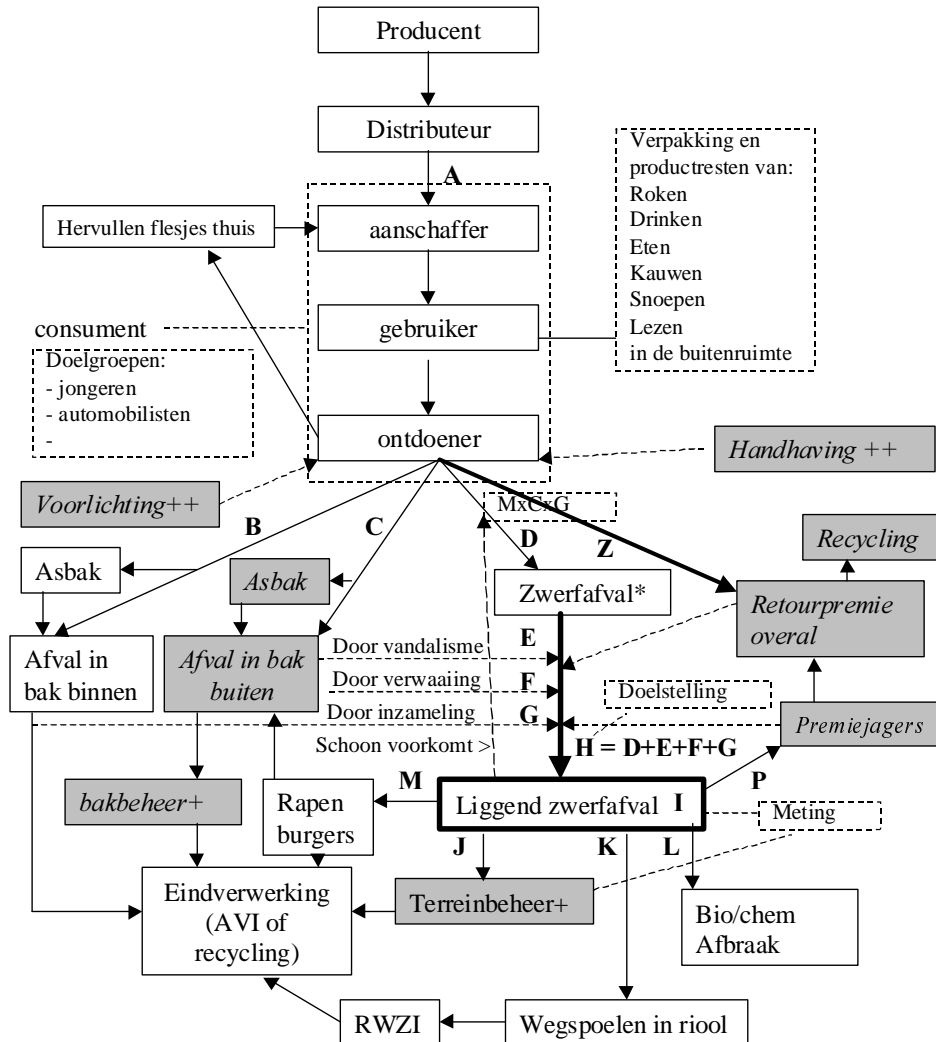 Producent
Distributeur
A
Verpakking en
productresten van:
Roken
Drinken
Eten
Kauwen
Snoepen
Lezen
in de buitenruimte
Hervullen flesjes thuis
aanschaffer
gebruiker
consument
Doelgroepen:
- jongeren
- automobilisten
-
ontdoener
Handhaving ++
Voorlichting++
B
C
D
MxCxG
Z
Recycling
Asbak
Asbak
Zwerfafval*
Retourpremie
overal
Afval in
bak binnen
Afval in bak
buiten
Door vandalisme
E
Door verwaaiing
F
Doelstelling
Door inzameling
G
Premiejagers
Schoon voorkomt >
H = D+E+F+G
bakbeheer+
Rapen
burgers
M
Liggend zwerfafval I
P
Meting
J
K
L
Eindverwerking
(AVI of
recycling)
Terreinbeheer+
Bio/chem
Afbraak
RWZI
Wegspoelen in riool